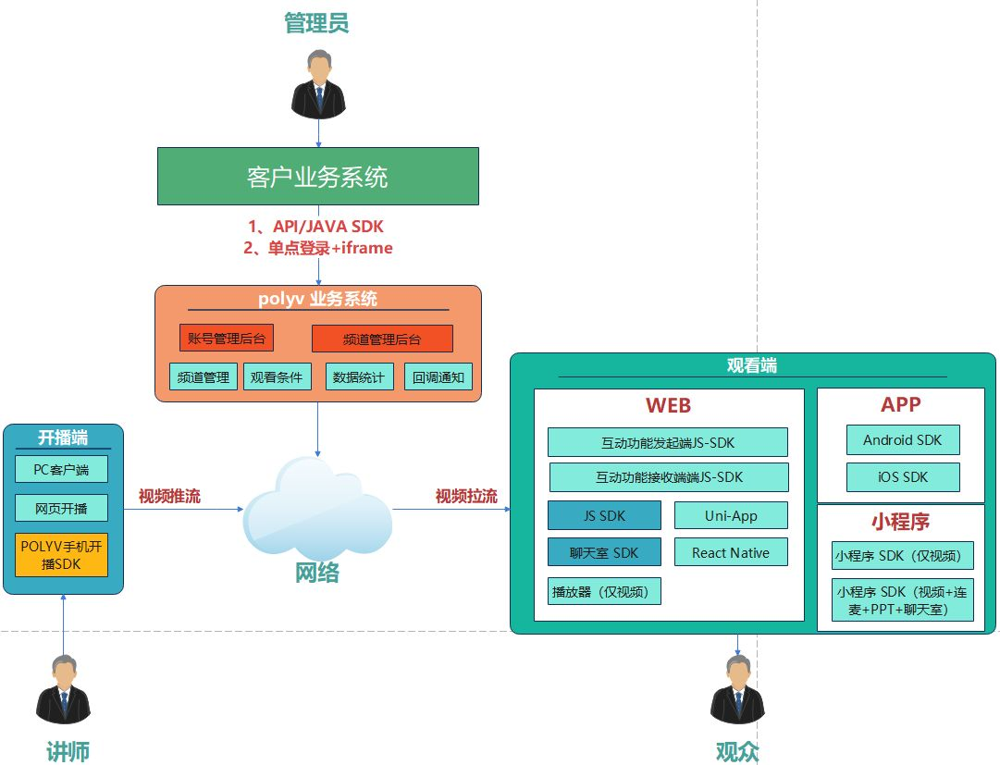 管理员
客户业务系统
1、API/JAVA SDK
2、单点登录+iframe
polyv 业务系统
账号管理后台
频道管理后台
频道管理
观看条件
数据统计
回调通知
开播端
PC客户端
网页开播
POLYV手机开
播SDK
视频推流
网络
视频拉流
观看端
WEB
互动功能发起端JS-SDK
互动功能接收端端JS-SDK
JS SDK
Uni-App
聊天室 SDK
React Native
播放器（仅视频）
APP
Android SDK
iOS SDK
小程序
小程序 SDK（仅视频）
小程序 SDK（视频+连
麦+PPT+聊天室）
讲师
观众